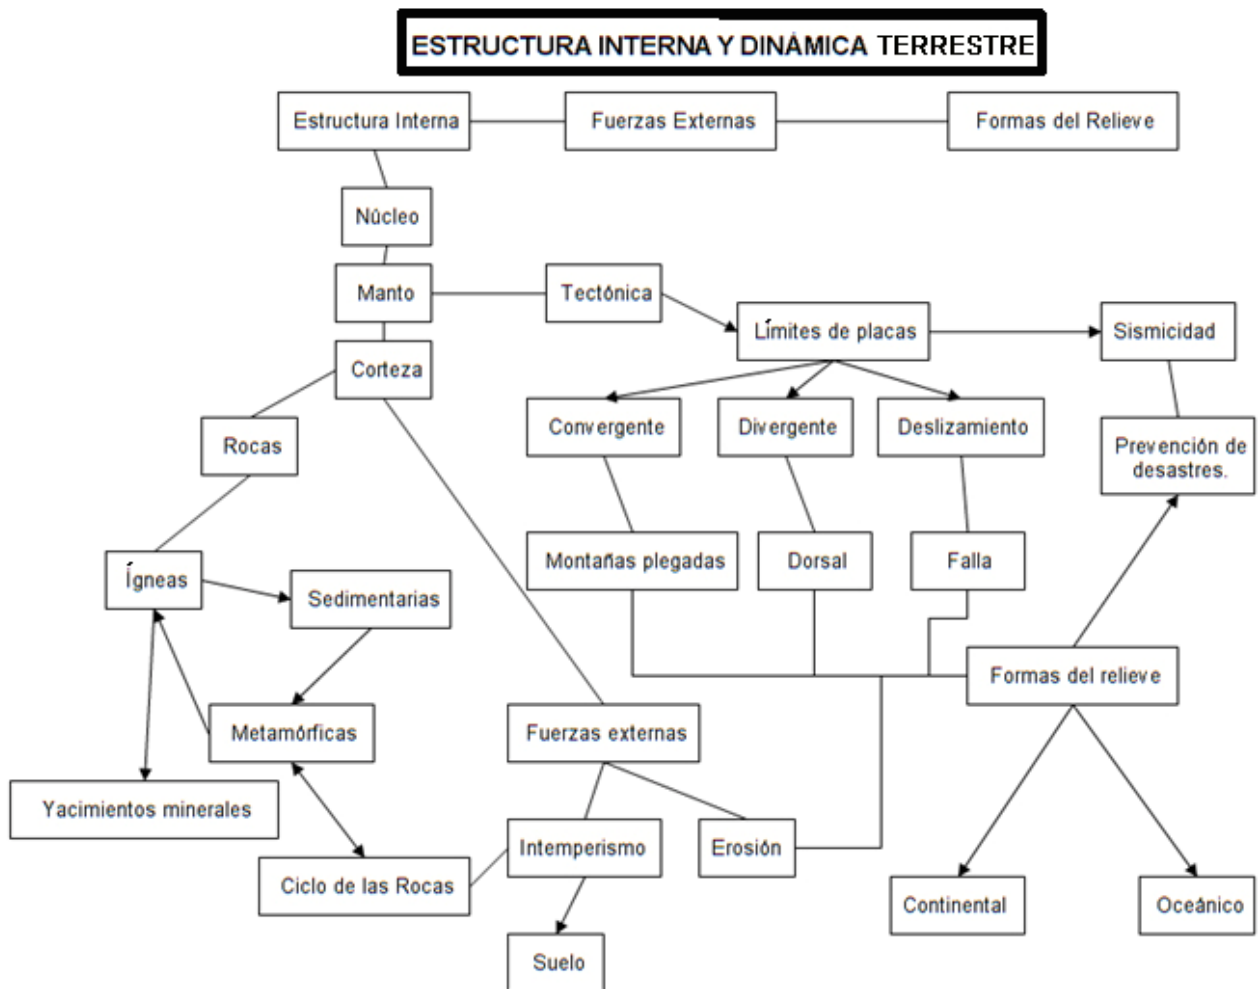 ESTRUCTURA INTERNA Y DINÁMICA TERRESTRE
Estructura Interna
Fuerzas Externas
Formas del Relieve
Núcleo
Manto
Tectónica
Límites de placas
Sismicidad
Corteza
Convergente
Divergente
Deslizamiento
Rocas
Prevención de
desastres.
Montañas plegadas
Dorsal
Falla
Ígneas
Sedimentarias
Formas del relieve
Metamórficas
Fuerzas externas
Yacimientos minerales
Intemperismo
Erosión
Ciclo de las Rocas
Continental
Oceánico
Suelo